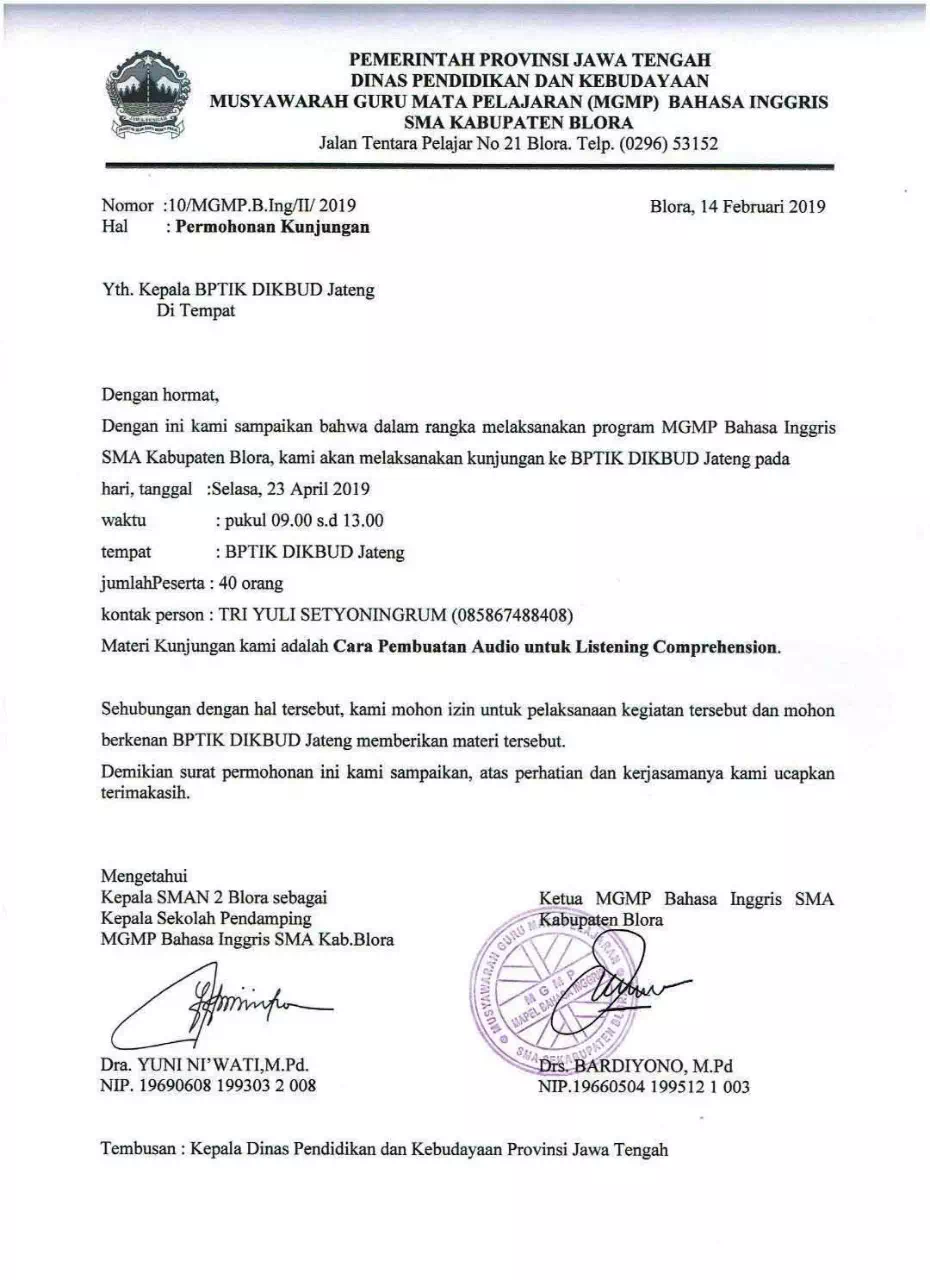 PEMERINTAH PROVINSI JAWA TENGAH
DINAS PENDIDIKAN DAN KEBUDAYAAN
MUSYAWARAH GURU MATA PELAJARAN (MGMP) BAHASA INGGRIS
SMA KABUPATEN BLORA
Jalan Tentara Pelajar No 21 Blora. Telp. (0296) 53152
JAWA TENGAH
Nomor :10/MGMP.B.Ing/II/ 2019
Blora, 14 Februari 2019
Hal : Permohonan Kunjungan
Yth. Kepala BPTIK DIKBUD Jateng
Di Tempat
Dengan hormat,
Dengan ini kami sampaikan bahwa dalam rangka melaksanakan program MGMP Bahasa Inggris
SMA Kabupaten Blora, kami akan melaksanakan kunjungan ke BPTIK DIKBUD Jateng pada
hari, tanggal :Selasa, 23 April 2019
waktu : pukul 09.00 s.d 13.00
tempat : BPTIK DIKBUD Jateng
jumlahPeserta : 40 orang
kontak person : TRI YULI SETYONINGRUM (085867488408)
Materi Kunjungan kami adalah Cara Pembuatan Audio untuk Listening Comprehension.
Sehubungan dengan hal tersebut, kami mohon izin untuk pelaksanaan kegiatan tersebut dan mohon
berkenan BPTIK DIKBUD Jateng memberikan materi tersebut.
Demikian surat permohonan ini kami sampaikan, atas perhatian dan kerjasamanya kami ucapkan
terimakasih.
Mengetahui
Kepala SMAN 2 Blora sebagai
Kepala Sekolah Pendamping
MGMP Bahasa Inggris SMA Kab.Blora
Dra. YUNI NI'WATI,M.Pd.
NIP. 19690608 199303 2 008
Ketua MGMP Bahasa Inggris SMA
Kabupaten Blora
MUSYAWARAH GURU MATA PELAJARAN
MGMP
MAPEL BAHASA INGGRIS
SMA SEKABUPATEN BLORA
Drs. BARDIYONO, M.Pd
NIP.19660504 199512 1 003
Tembusan : Kepala Dinas Pendidikan dan Kebudayaan Provinsi Jawa Tengah